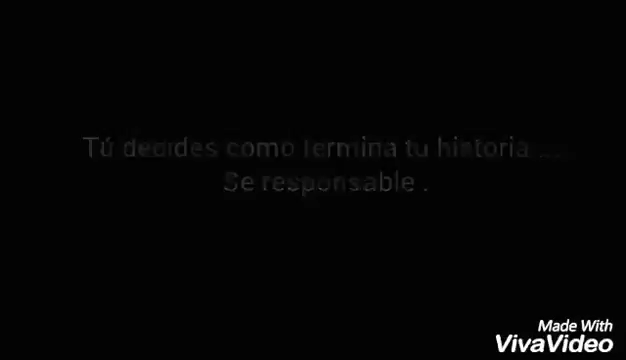 Tú decides como termina tu historia ....
Se responsable .
Made With
VivaVideo